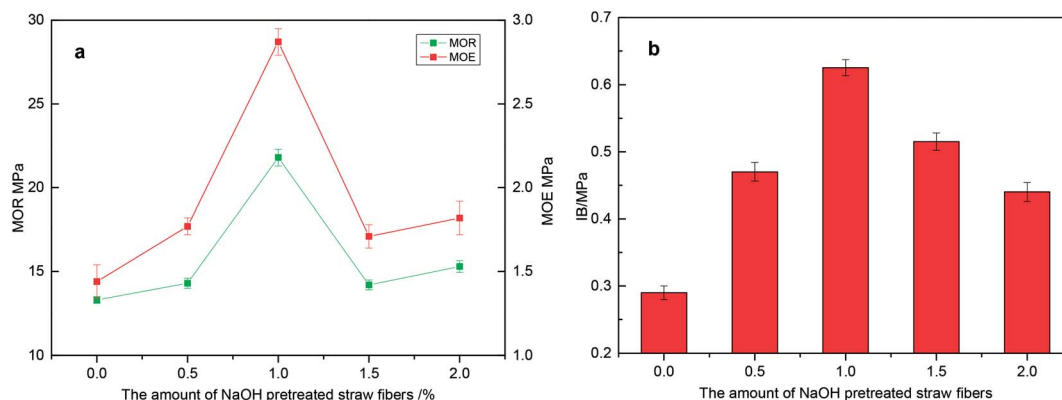 a
MOR
MOE
30
25
20
15
10
MOR MPa
3.0
2.5
2.0
1.5
1.0
MOE MPa
0.0 0.5 1.0 1.5 2.0
The amount of NaOH pretreated straw fibers /%
b
0.7
0.6
0.5
0.4
0.3
0.2
IB/MPa
0.0 0.5 1.0 1.5 2.0
The amount of NaOH pretreated straw fibers